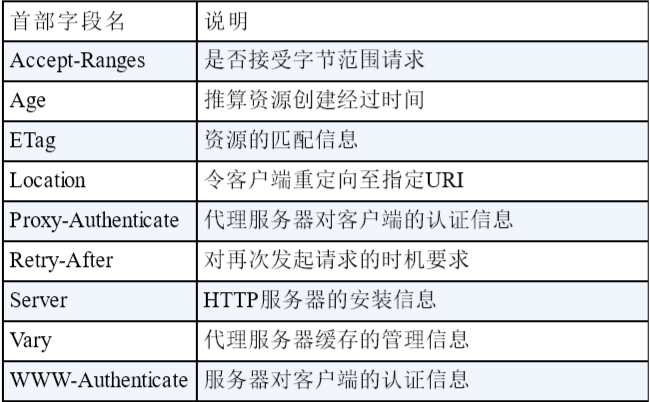 首部字段名 说明
Accept-Ranges 是否接受字节范围请求
Age 推算资源创建经过时间
ETag 资源的匹配信息
Location 令客户端重定向至指定URI
Proxy-Authenticate 代理服务器对客户端的认证信息
Retry-After 对再次发起请求的时机要求
Server HTTP服务器的安装信息
Vary 代理服务器缓存的管理信息
WWW-Authenticate 服务器对客户端的认证信息